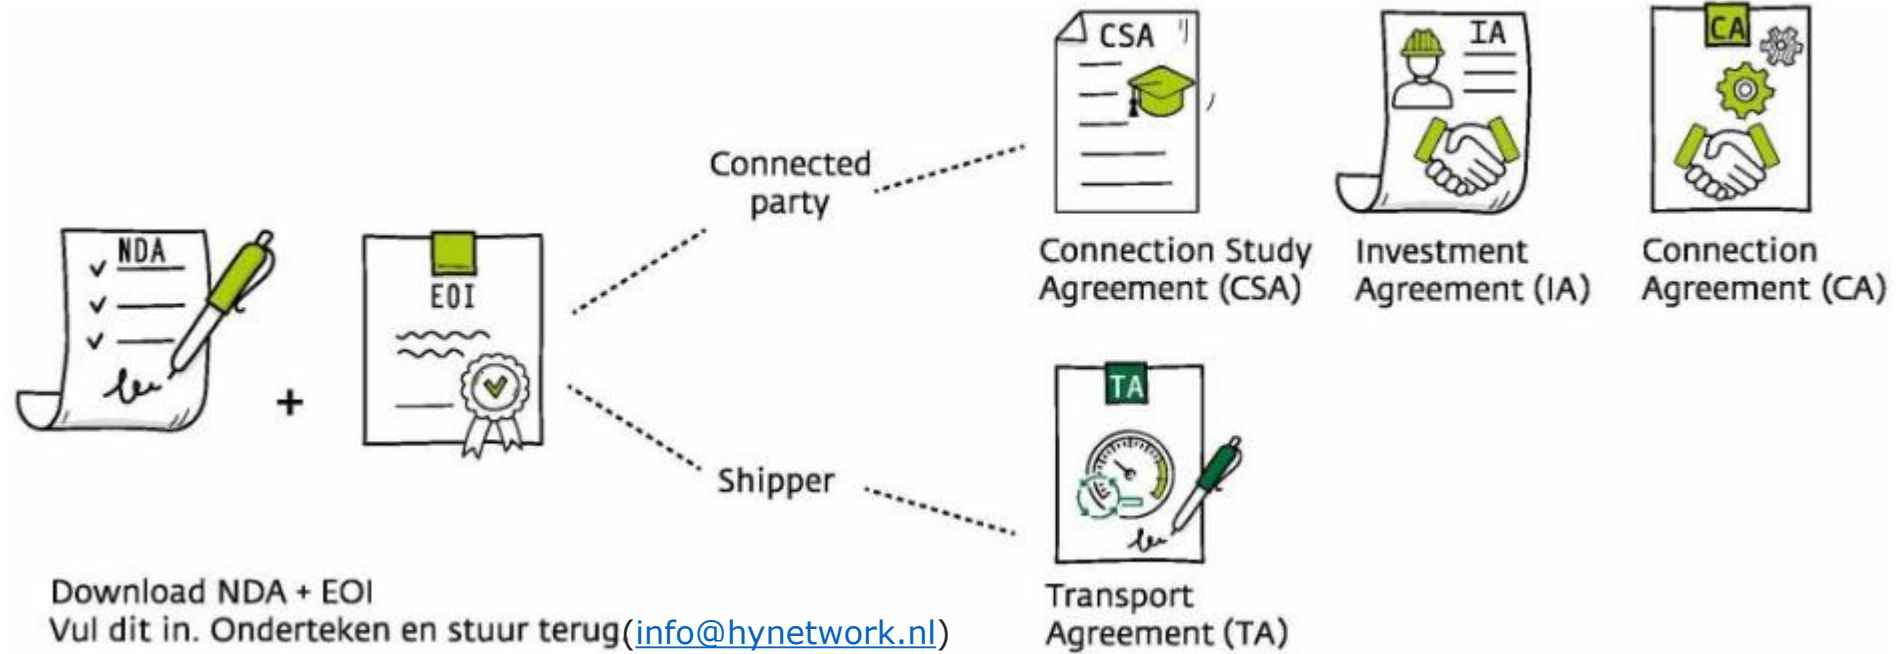 NDA
+
EOI
Connected
party
Shipper
CSA
Connection Study
Agreement (CSA)
IA
Investment
Agreement (IA)
CA
Connection
Agreement (CA)
TA
Transport
Agreement (TA)
Download NDA + EOI
Vul dit in. Onderteken en stuur terug(info@hynetwork.nl)